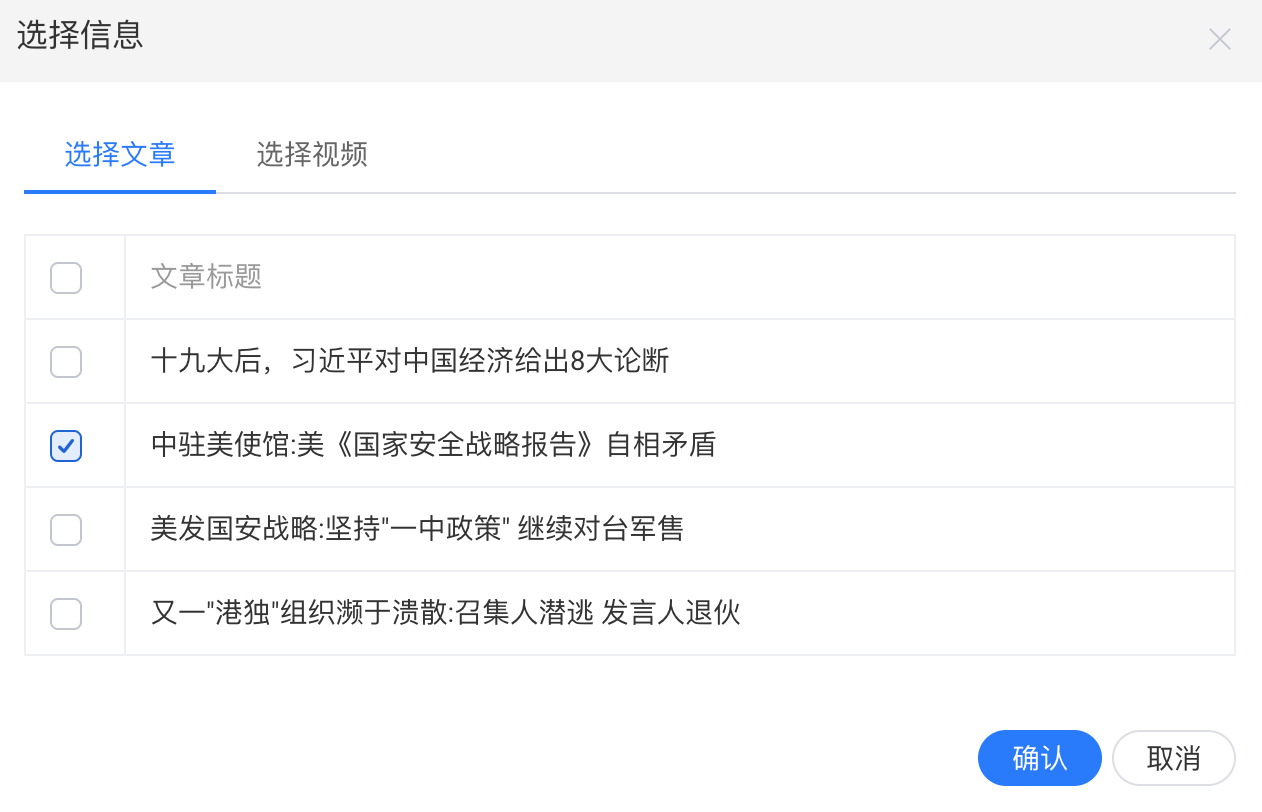 选择信息
选择文章 选择视频
文章标题
十九大后，习近平对中国经济给出8大论断
中驻美使馆:美《国家安全战略报告》自相矛盾
美发国安战略:坚持"一中政策" 继续对台军售
又一"港独"组织濒于溃散:召集人潜逃 发言人退伙
确认 取消